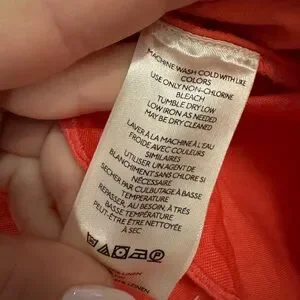 MACHINE WASH COLD WITH LIKE
COLORS
USE ONLY NON-CHLORINE
BLEACH
TUMBLE DRY LOW
LOW IRON AS NEEDED
MAY BE DRY CLEANED
LAVER À LA MACHINE À L'EAU
FROIDE AVEC COULEURS
SIMILAIRES
UTILISER UN AGENT DE
BLANCHIMENT SANS CHLORE SI
NÉCESSAIRE
SÉCHER PAR CULBUTAGE À BASSE
TEMPÉRATURE
REPASSER, AU BESOIN, À TRÈS
BASSE TEMPÉRATURE
PEUT-ÊTRE ÊTRE NETTOYÉE
À SEC
LINEN